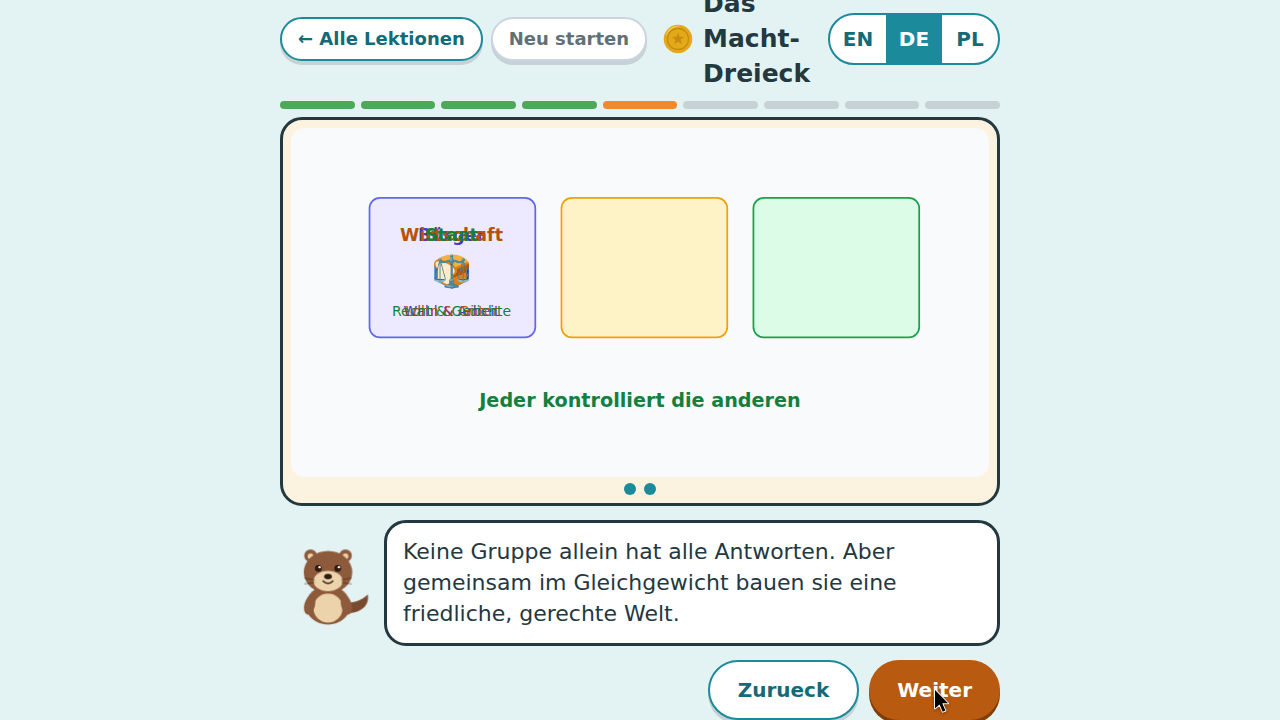 ← Alle Lektionen
Neu starten
Das
Macht-
Dreieck
EN
DE
PL
Jeder kontrolliert die anderen
Keine Gruppe allein hat alle Antworten. Aber
gemeinsam im Gleichgewicht bauen sie eine
friedliche, gerechte Welt.
Zurueck
Weiter